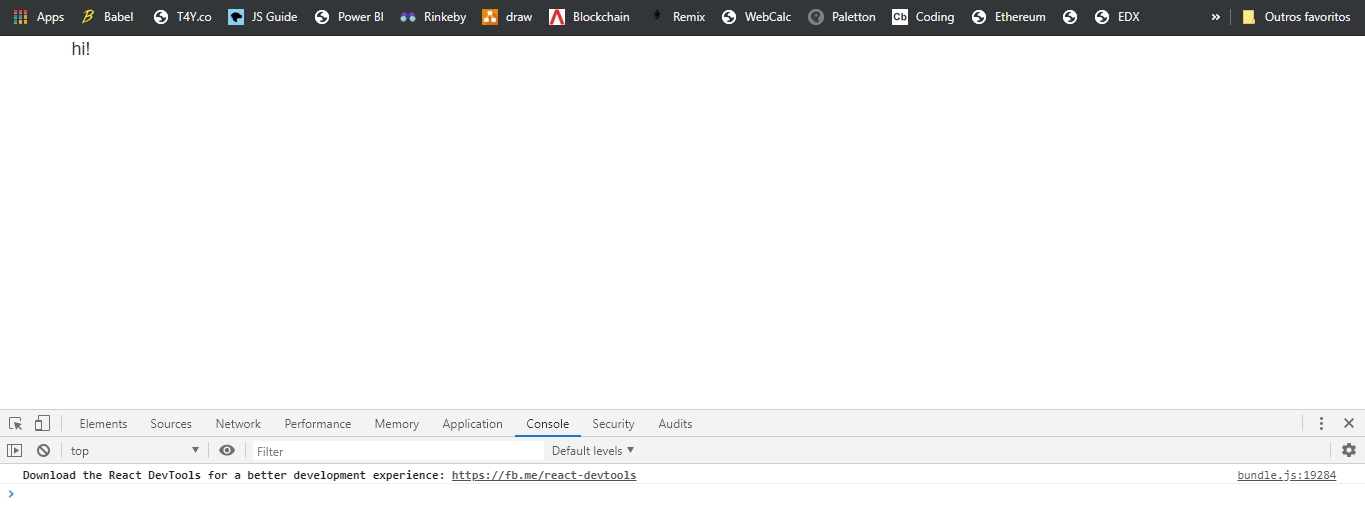 Apps Babel T4Y.co JS Guide Power BI Rinkeby draw Blockchain Remix WebCalc Paletton Cb Coding Ethereum EDX » Outros favoritos
hi!
Elements Sources Network Performance Memory Application Console Security Audits
top Filter Default levels
Download the React DevTools for a better development experience: https://fb.me/react-devtools bundle.js:19284